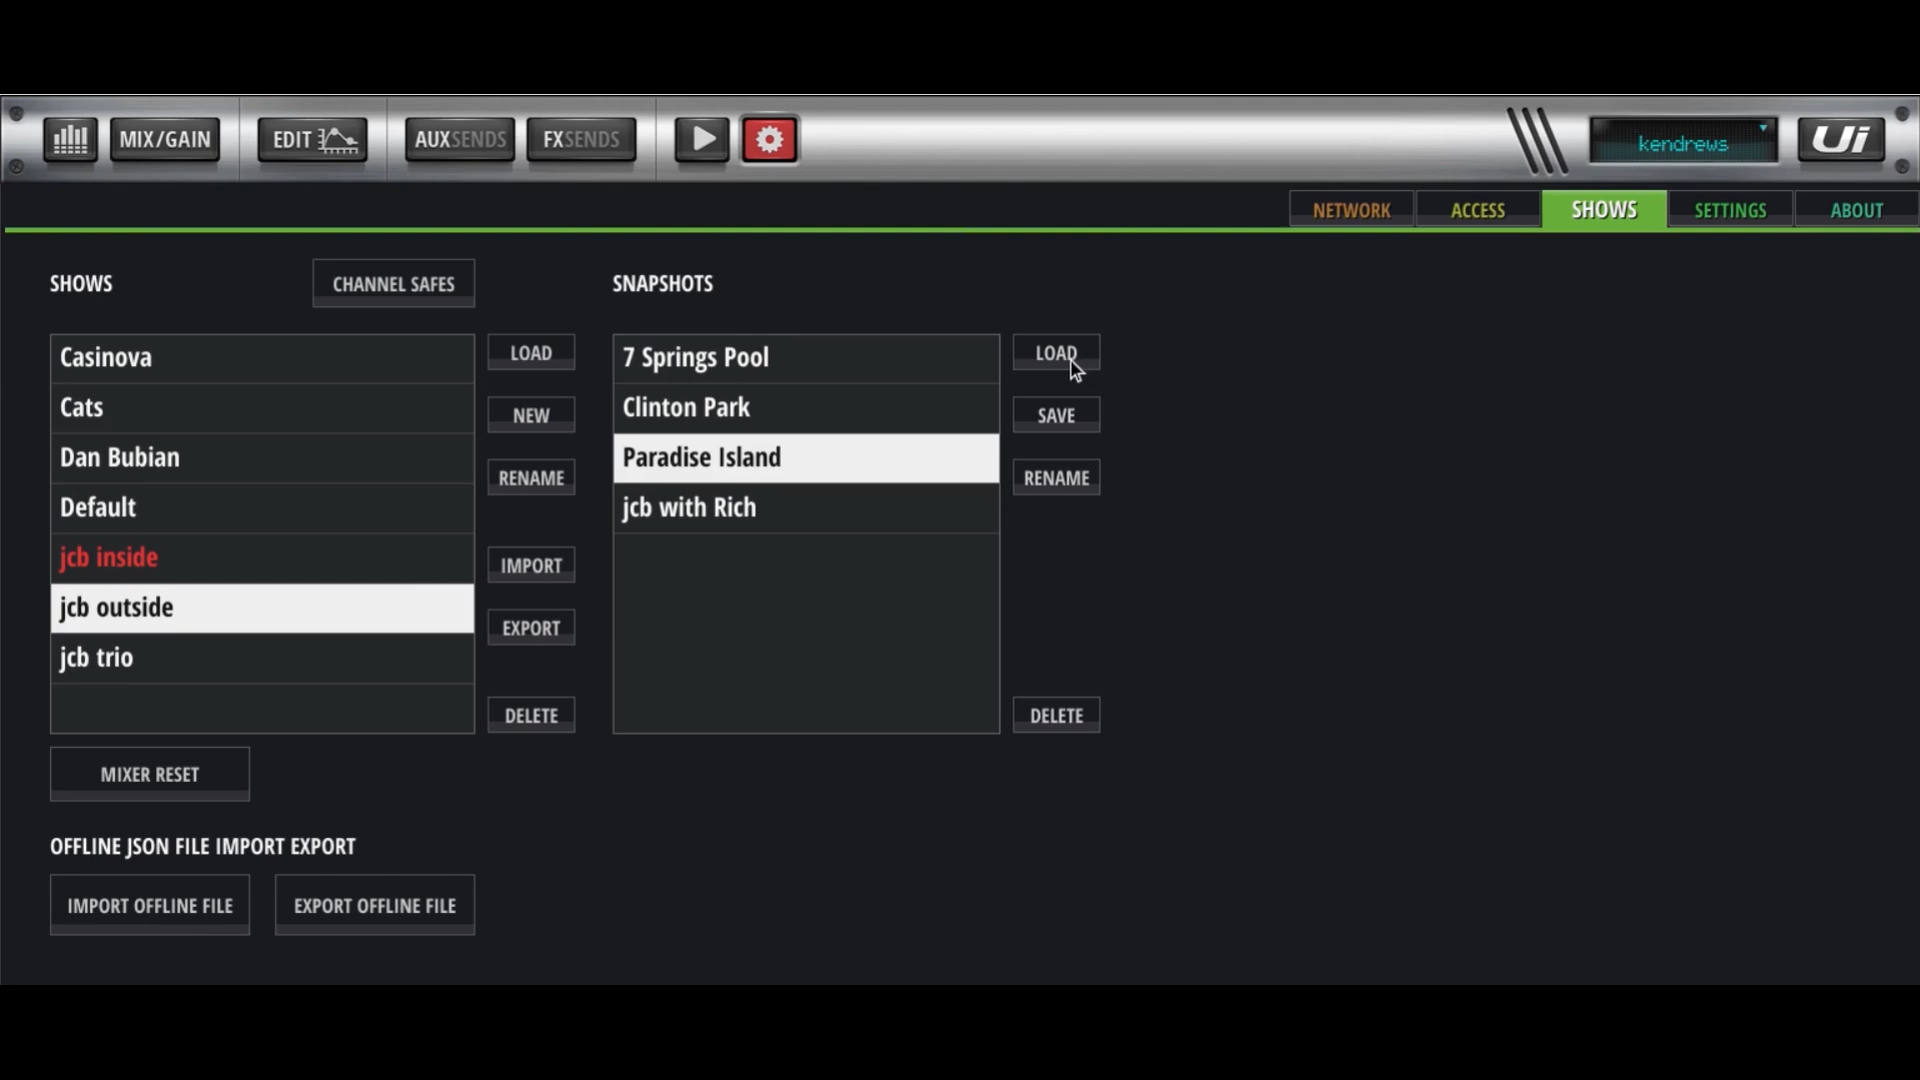 MIX/GAIN
EDIT
AUXSENDS
FXSENDS
kendrews
Ui
NETWORK
ACCESS
SHOWS
SETTINGS
ABOUT
SHOWS
CHANNEL SAFES
SNAPSHOTS
Casinova
Cats
Dan Bubian
Default
jcb inside
jcb outside
jcb trio
LOAD
NEW
RENAME
IMPORT
EXPORT
DELETE
7 Springs Pool
Clinton Park
Paradise Island
jcb with Rich
LOAD
SAVE
RENAME
DELETE
MIXER RESET
OFFLINE JSON FILE IMPORT EXPORT
IMPORT OFFLINE FILE
EXPORT OFFLINE FILE